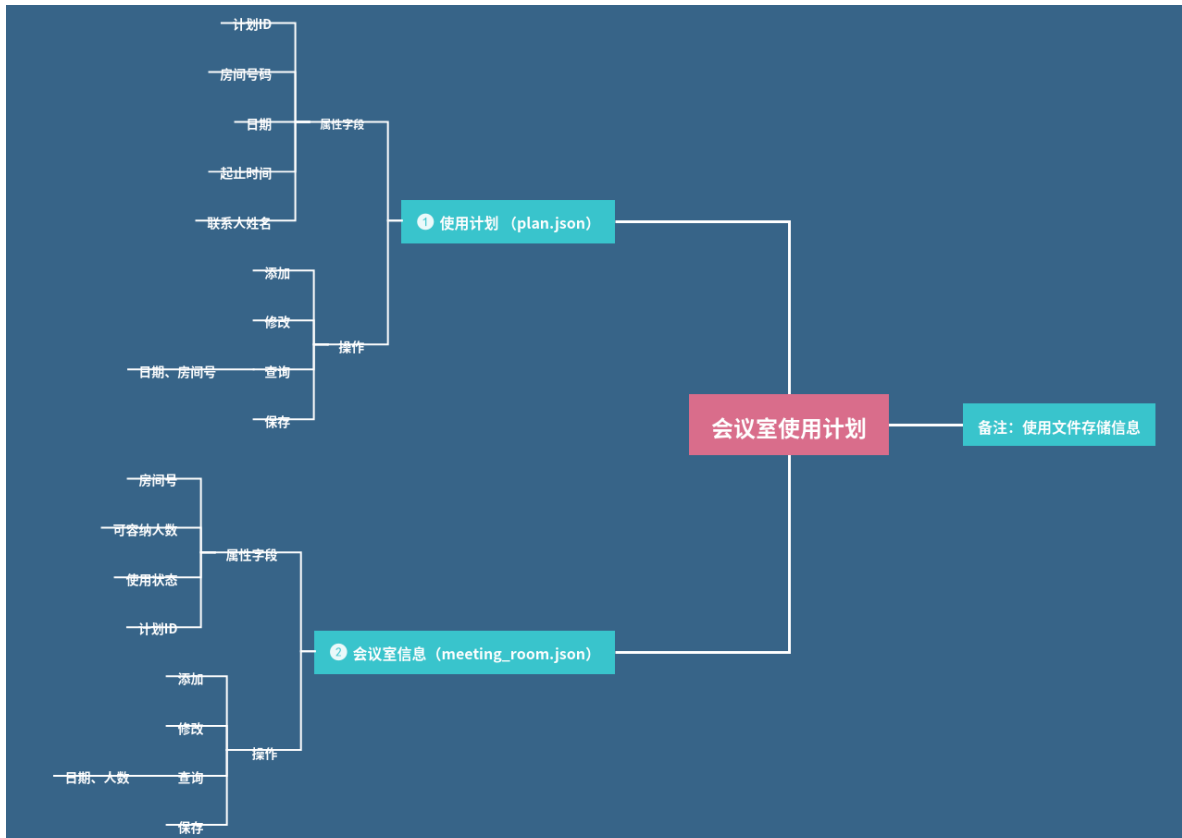 计划ID
房间号码
日期
起止时间
联系人姓名
属性字段
① 使用计划 （plan.json）
添加
修改
日期、房间号
查询
保存
操作
会议室使用计划
备注：使用文件存储信息
房间号
可容纳人数
使用状态
计划ID
属性字段
② 会议室信息（meeting_room.json）
添加
修改
日期、人数
查询
保存
操作